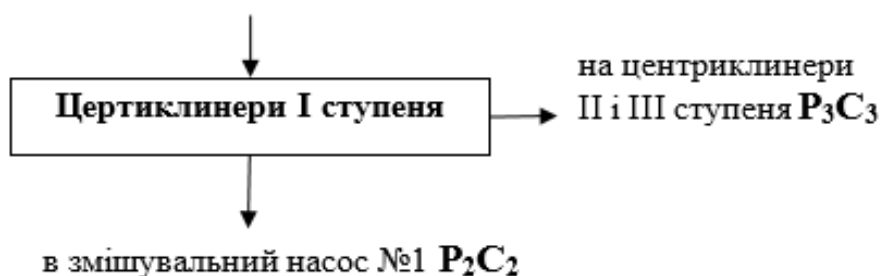 Цертиклинери І ступеня
на центриклинери
ІІ і ІІІ ступеня P₃C₃
в змішувальний насос №1 P₂C₂